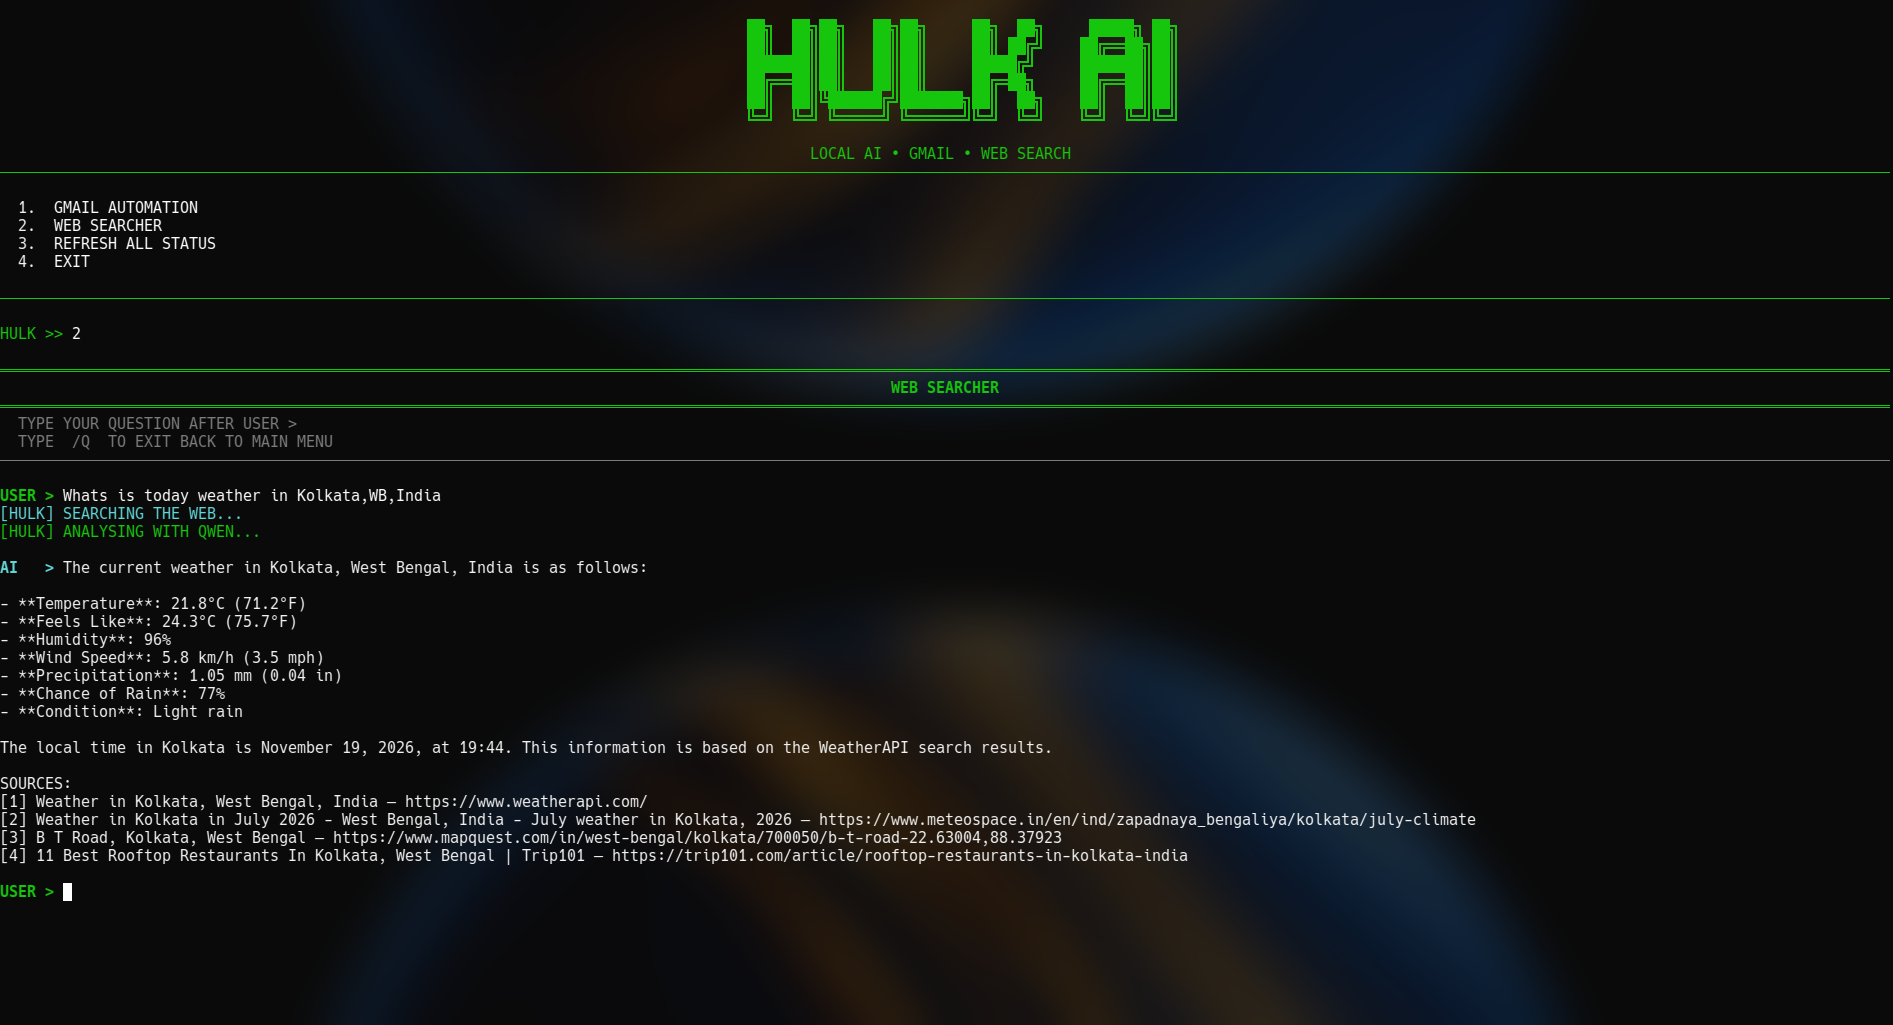 HULK AI
LOCAL AI • GMAIL • WEB SEARCH
1. GMAIL AUTOMATION
2. WEB SEARCHER
3. REFRESH ALL STATUS
4. EXIT
HULK >> 2
WEB SEARCHER
TYPE YOUR QUESTION AFTER USER >
TYPE /Q TO EXIT BACK TO MAIN MENU
USER > Whats is today weather in Kolkata,WB,India
[HULK] SEARCHING THE WEB...
[HULK] ANALYSING WITH QWEN...
AI > The current weather in Kolkata, West Bengal, India is as follows:
- **Temperature**: 21.8°C (71.2°F)
- **Feels Like**: 24.3°C (75.7°F)
- **Humidity**: 96%
- **Wind Speed**: 5.8 km/h (3.5 mph)
- **Precipitation**: 1.05 mm (0.04 in)
- **Chance of Rain**: 77%
- **Condition**: Light rain
The local time in Kolkata is November 19, 2026, at 19:44. This information is based on the WeatherAPI search results.
SOURCES:
[1] Weather in Kolkata, West Bengal, India — https://www.weatherapi.com/
[2] Weather in Kolkata in July 2026 - West Bengal, India - July weather in Kolkata, 2026 — https://www.meteospace.in/en/ind/zapadnaya_bengaliya/kolkata/july-climate
[3] B T Road, Kolkata, West Bengal — https://www.mapquest.com/in/west-bengal/kolkata/700050/b-t-road-22.63004,88.37923
[4] 11 Best Rooftop Restaurants In Kolkata, West Bengal | Trip101 — https://trip101.com/article/rooftop-restaurants-in-kolkata-india
USER >